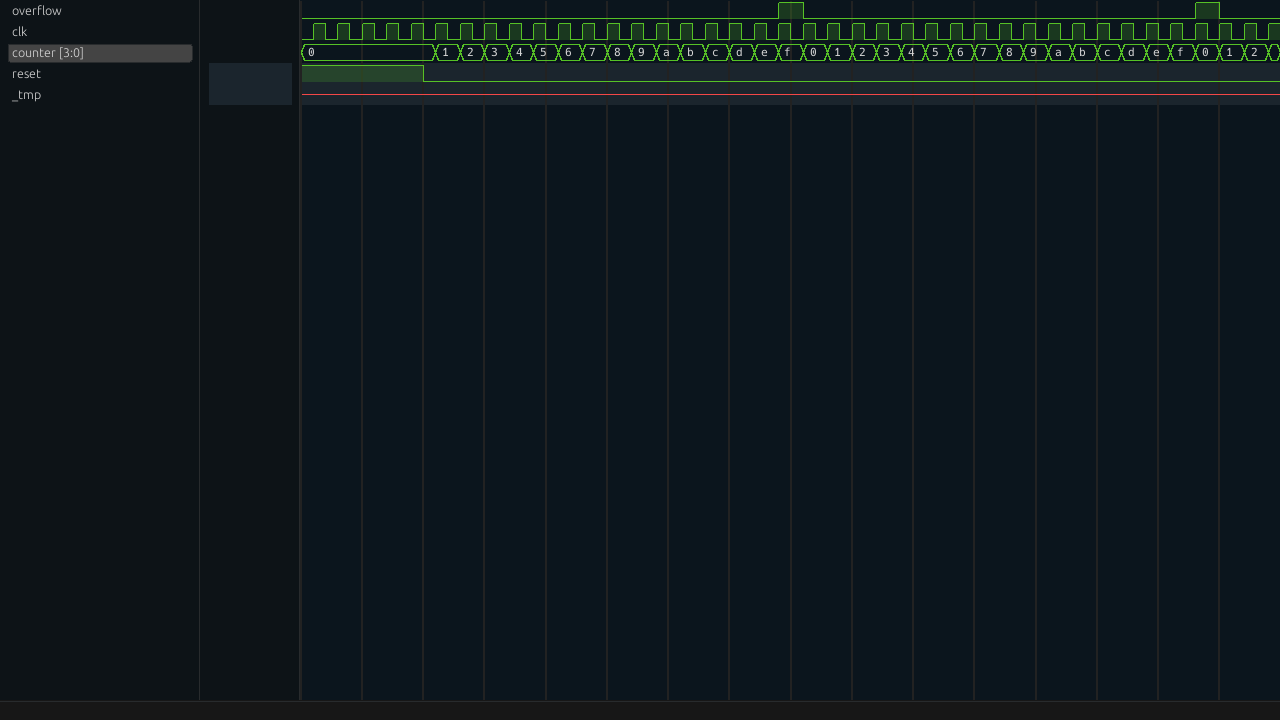 overflow
clk
counter [3:0]
0 1 2 3 4 5 6 7 8 9 a b c d e f 0 1 2 3 4 5 6 7 8 9 a b c d e f 0 1 2
reset
_tmp